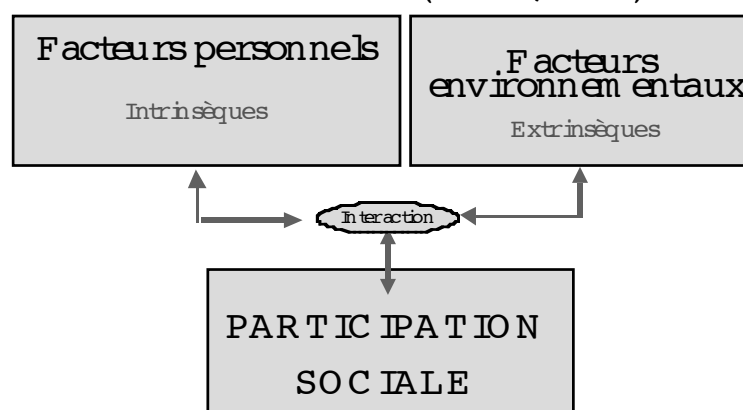 Facteurs personnels
Intrinsèques
Facteurs
environnementaux
Extrinsèques
Interaction
PARTICIPATION
SOCIALE